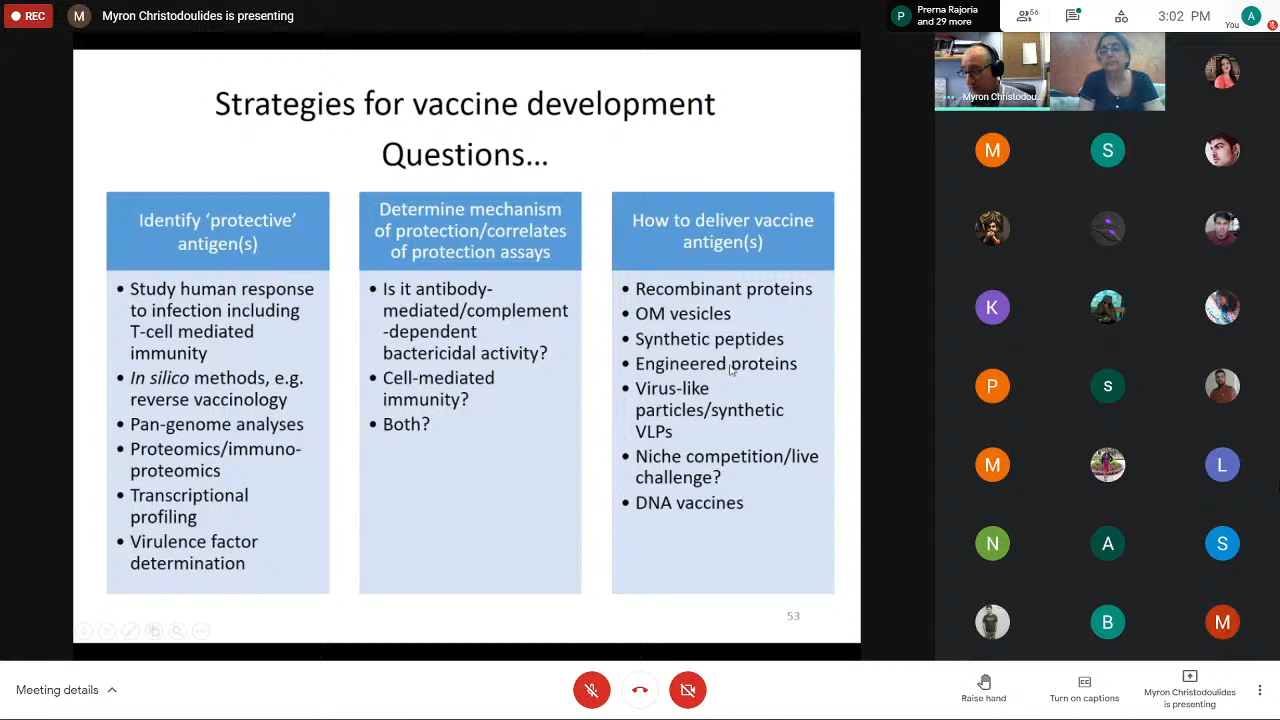 REC
M
Myron Christodoulides is presenting
P
Prerna Rajoria
and 29 more
56
3:02 PM
A
You
Strategies for vaccine development
Questions...
Identify ‘protective’
antigen(s)
• Study human response
to infection including
T-cell mediated
immunity
• In silico methods, e.g.
reverse vaccinology
• Pan-genome analyses
• Proteomics/immuno-
proteomics
• Transcriptional
profiling
• Virulence factor
determination
Determine mechanism
of protection/correlates
of protection assays
• Is it antibody-
mediated/complement
-dependent
bactericidal activity?
• Cell-mediated
immunity?
• Both?
How to deliver vaccine
antigen(s)
• Recombinant proteins
• OM vesicles
• Synthetic peptides
• Engineered proteins
• Virus-like
particles/synthetic
VLPs
• Niche competition/live
challenge?
• DNA vaccines
53
Myron Christodou...
M
S
K
P
s
M
L
N
A
S
B
M
Meeting details
Raise hand
Turn on captions
Myron Christodoulides
is presenting